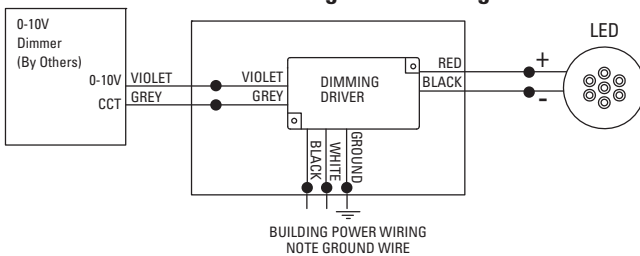 0-10V
Dimmer
(By Others)
0-10V VIOLET
CCT GREY
VIOLET
GREY
DIMMING
DRIVER
RED
BLACK
+
-
LED
BLACK
WHITE
GROUND
BUILDING POWER WIRING
NOTE GROUND WIRE